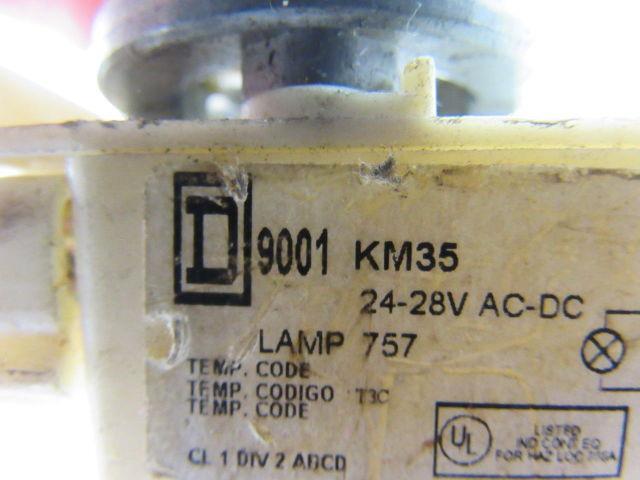 D 9001 KM35
24-28V AC-DC
LAMP 757
TEMP. CODE
TEMP. CODIGO T3C
TEMP. CODE
CL 1 DIV 2 ABCD
UL LISTED
IND CONT EQ
FOR HAZ LOC